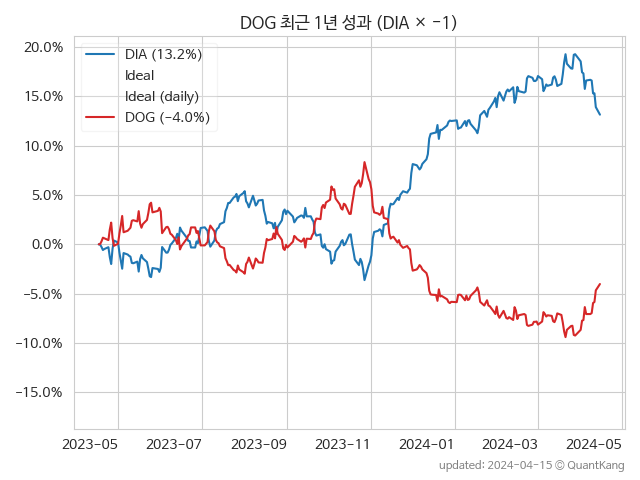 DOG 최근 1년 성과 (DIA × −1)
20.0%
15.0%
10.0%
5.0%
0.0%
−5.0%
−10.0%
−15.0%
DIA (13.2%)
Ideal
Ideal (daily)
DOG (−4.0%)
2023−05
2023−07
2023−09
2023−11
2024−01
2024−03
2024−05
updated: 2024−04−15 © QuantKang